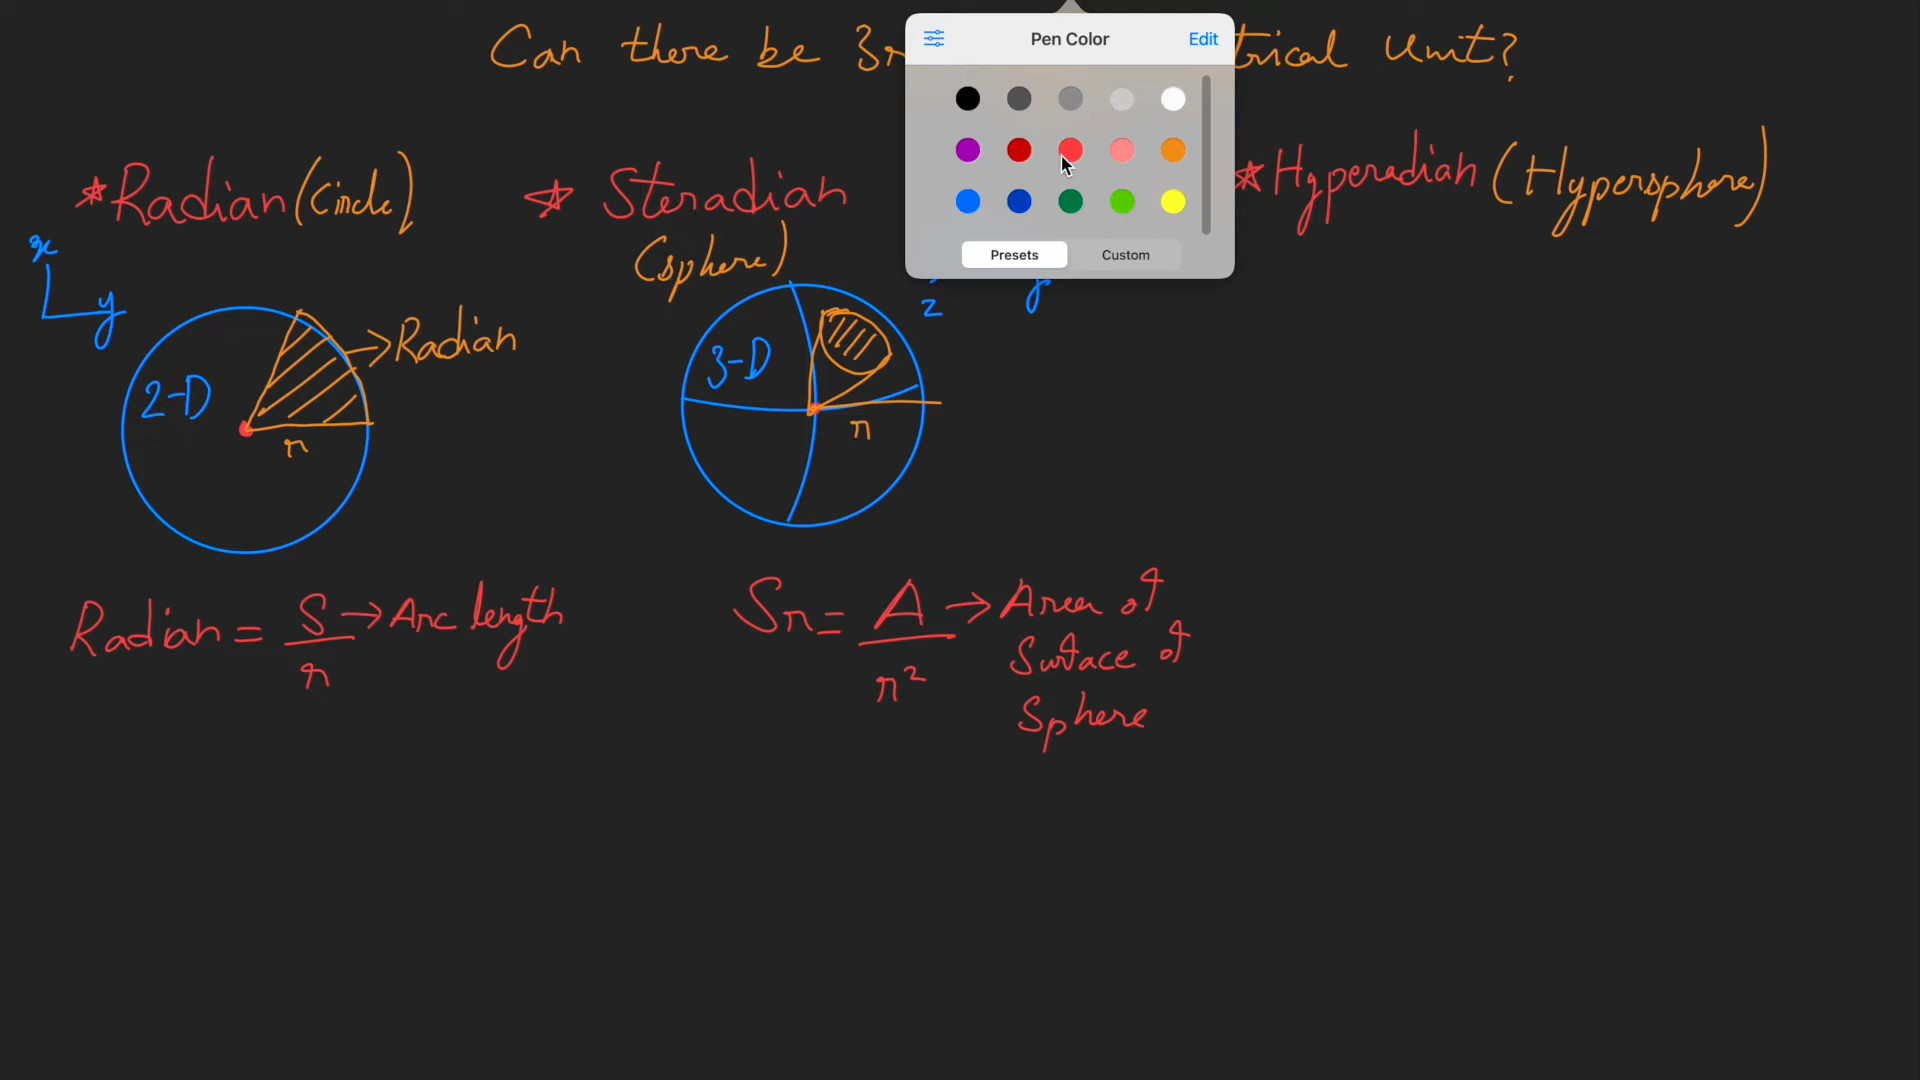 Can there be 3r trical Unit?
Pen Color
Edit
Presets
Custom
*Radian (Circle)
* Steradian
(sphere)
*Hyperadian (Hypersphere)
x
y
2-D
r
Radian
3-D
r
z
y
Radian = S → Arc length
r
Sr = A → Area of
Surface of
Sphere
r²